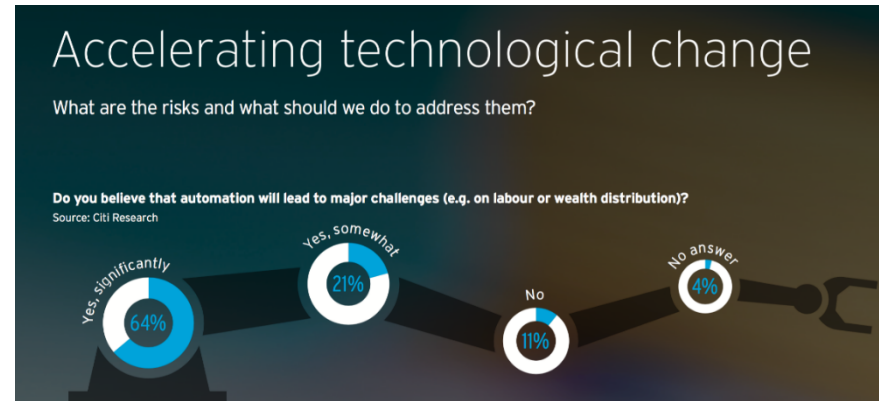 Accelerating technological change
What are the risks and what should we do to address them?
Do you believe that automation will lead to major challenges (e.g. on labour or wealth distribution)?
Source: Citi Research
Yes, significantly
64%
Yes, somewhat
21%
No
11%
No answer
4%